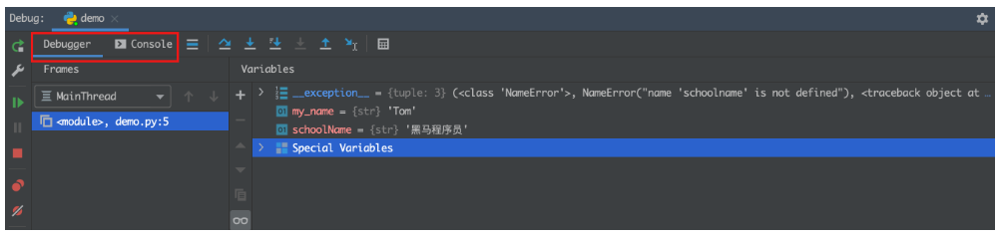 Debug: demo
Debugger Console
Frames Variables
MainThread
<module>, demo.py:5
__exception__ = {tuple: 3} (<class 'NameError'>, NameError("name 'schoolname' is not defined"), <traceback object at …
my_name = {str} 'Tom'
schoolName = {str} '黑马程序员'
Special Variables